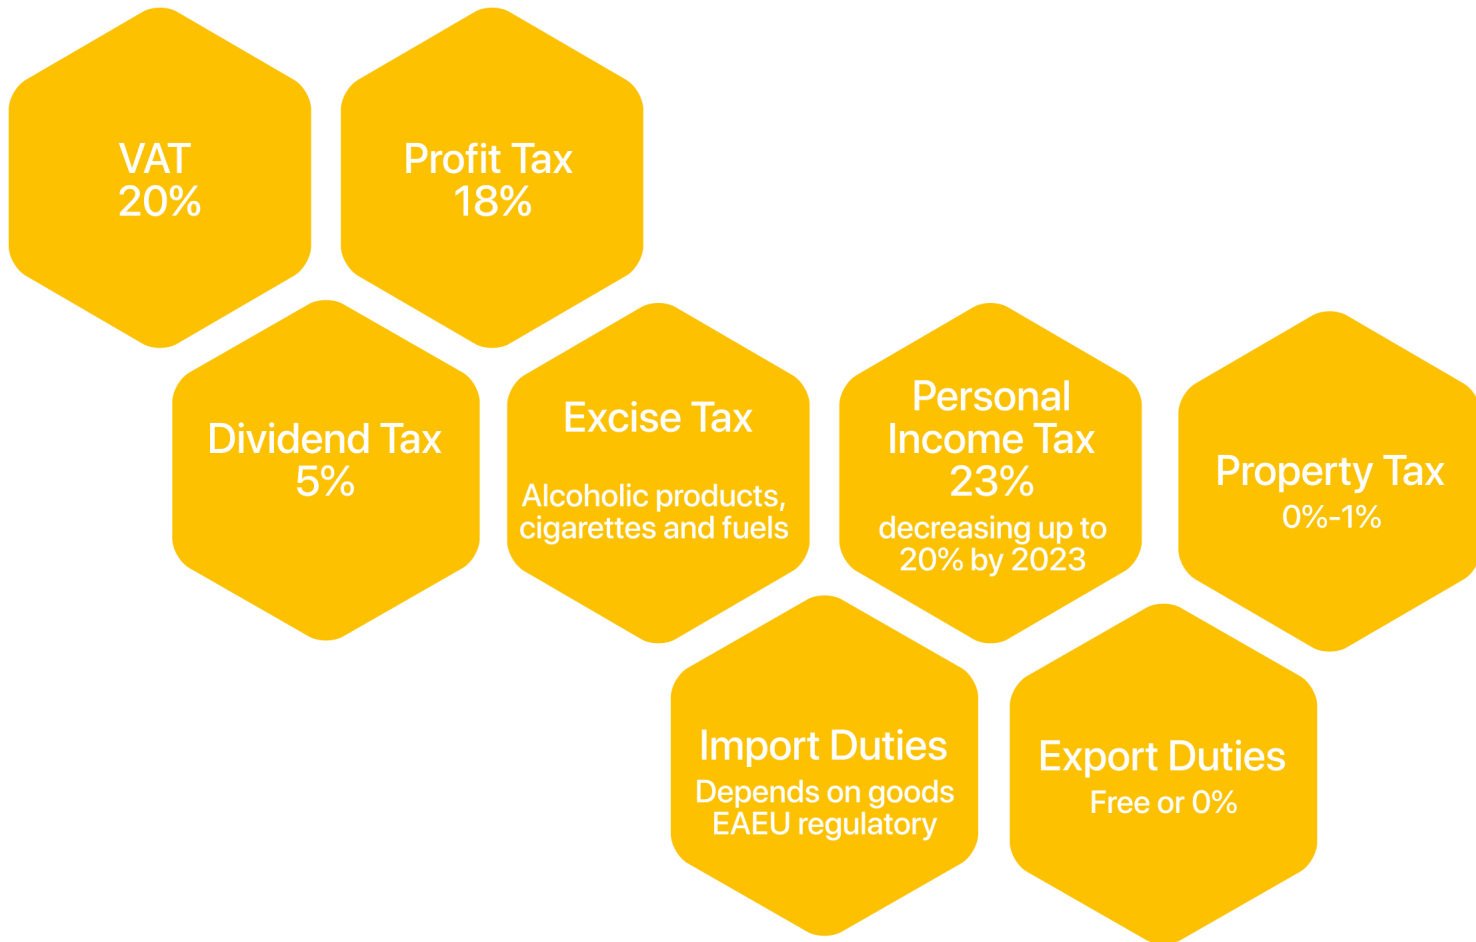 VAT
20%
Profit Tax
18%
Dividend Tax
5%
Excise Tax
Alcoholic products,
cigarettes and fuels
Personal
Income Tax
23%
decreasing up to
20% by 2023
Property Tax
0%-1%
Import Duties
Depends on goods
EAEU regulatory
Export Duties
Free or 0%